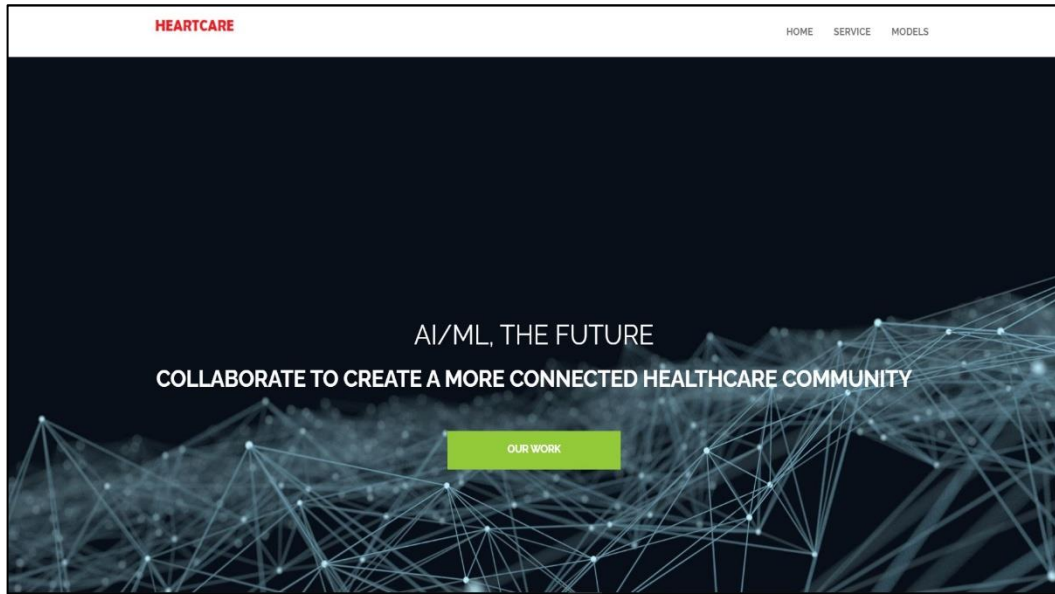 HEARTCARE
HOME SERVICE MODELS
AI/ML, THE FUTURE
COLLABORATE TO CREATE A MORE CONNECTED HEALTHCARE COMMUNITY
OUR WORK